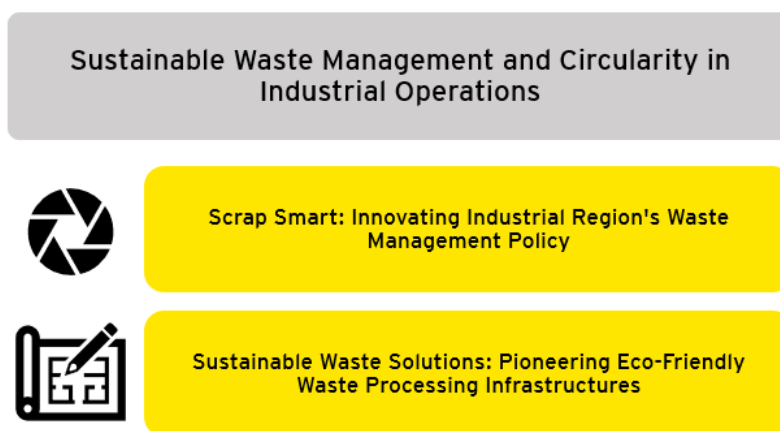 Sustainable Waste Management and Circularity in
Industrial Operations
Scrap Smart: Innovating Industrial Region's Waste
Management Policy
Sustainable Waste Solutions: Pioneering Eco-Friendly
Waste Processing Infrastructures